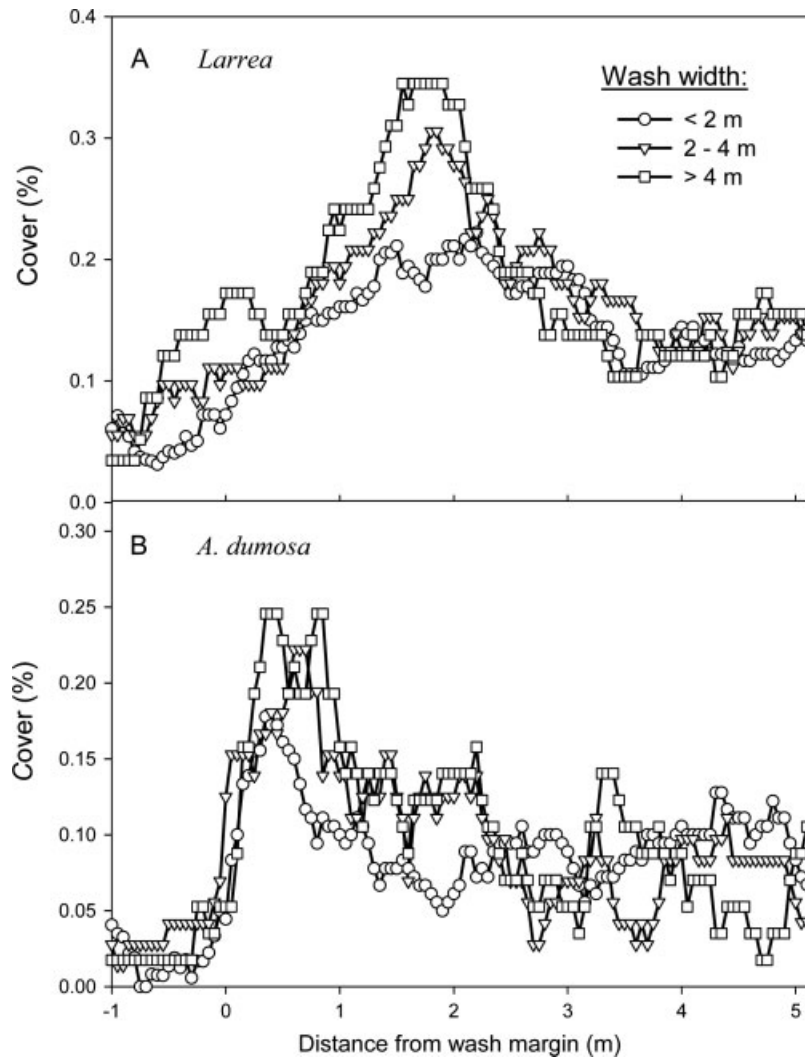 0.4
A Larrea
Wash width:
< 2 m
2 - 4 m
> 4 m
0.3
0.2
0.1
0.0
Cover (%)
0.30
B A. dumosa
0.25
0.20
0.15
0.10
0.05
0.00
Cover (%)
-1 0 1 2 3 4 5
Distance from wash margin (m)